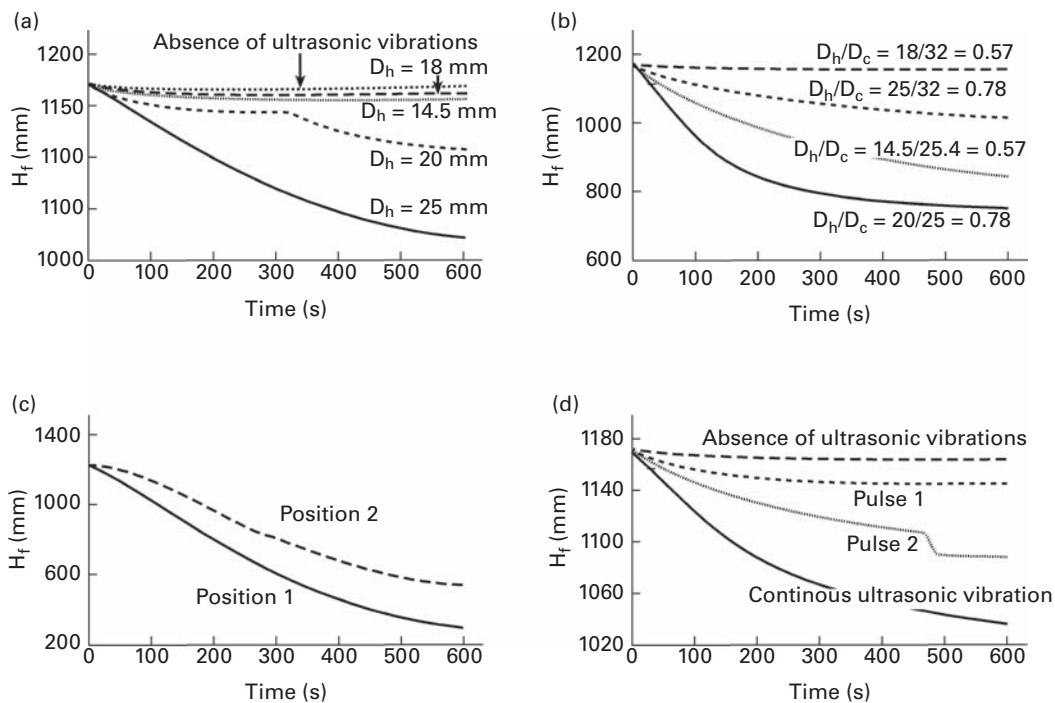 (a)
1200
1150
1100
1100
1000
H_f (mm)
Absence of ultrasonic vibrations
D_h = 18 mm
D_h = 14.5 mm
D_h = 20 mm
D_h = 25 mm
0 100 200 300 400 500 600
Time (s)
(b)
1200
1000
800
600
H_f (mm)
D_h/D_c = 18/32 = 0.57
D_h/D_c = 25/32 = 0.78
D_h/D_c = 14.5/25.4 = 0.57
D_h/D_c = 20/25 = 0.78
0 100 200 300 400 500 600
Time (s)
(c)
1400
1000
600
200
H_f (mm)
Position 2
Position 1
0 100 200 300 400 500 600
Time (s)
(d)
1180
1140
1100
1060
1020
H_f (mm)
Absence of ultrasonic vibrations
Pulse 1
Pulse 2
Continous ultrasonic vibration
0 100 200 300 400 500 600
Time (s)